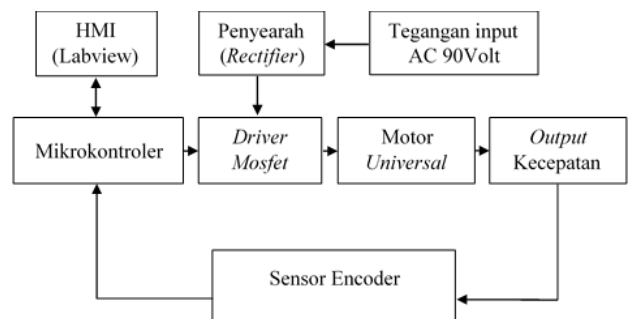 HMI
(Labview)
Penyearah
(Rectifier)
Tegangan input
AC 90Volt
Mikrokontroler
Driver
Mosfet
Motor
Universal
Output
Kecepatan
Sensor Encoder